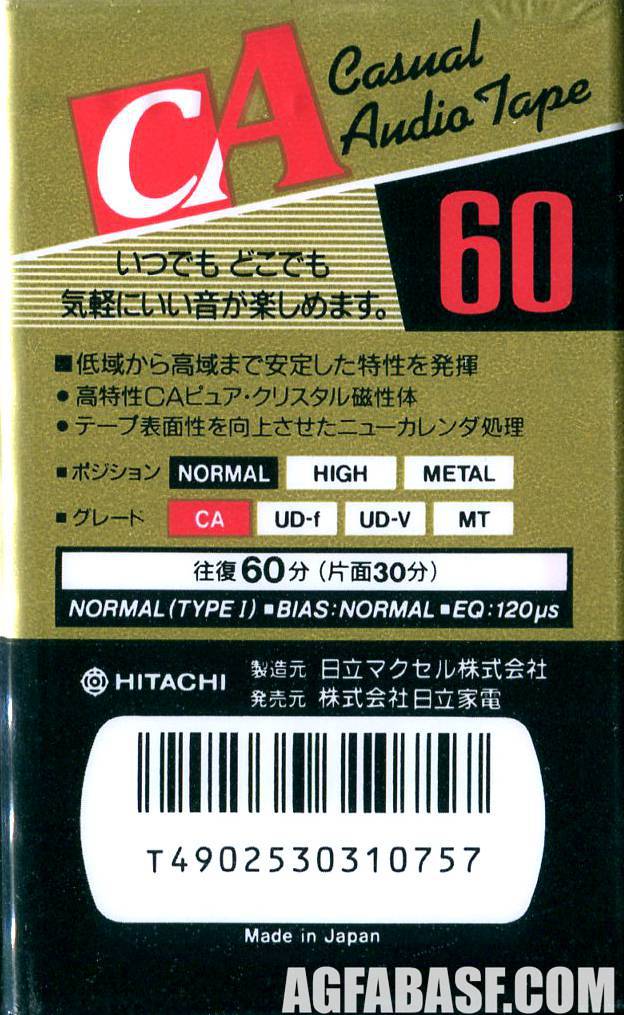 CA Casual
Audio Tape
60
いつでも どこでも
気軽にいい音が楽しめます。
■低域から高域まで安定した特性を発揮
●高特性CAピュア・クリスタル磁性体
●テープ表面性を向上させたニューカレンダ処理
■ポジション NORMAL HIGH METAL
■グレード CA UD-f UD-V MT
往復60分（片面30分）
NORMAL (TYPE I) ■BIAS:NORMAL ■EQ:120μs
HITACHI 製造元 日立マクセル株式会社
発売元 株式会社日立家電
T4902530310757
Made in Japan
AGFABASF.COM